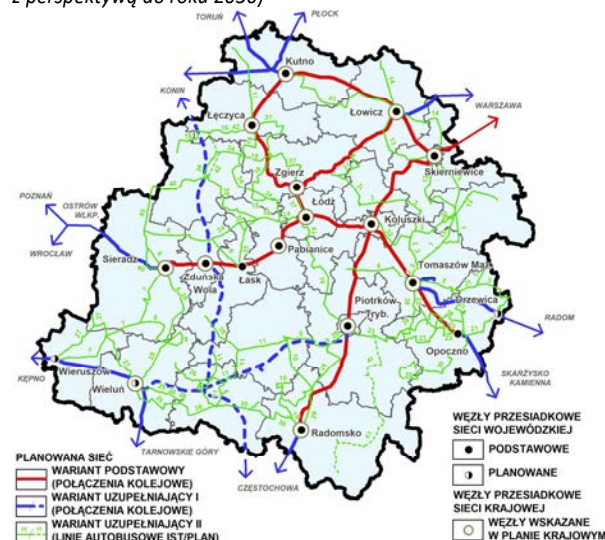 z perspektywą do roku 2030)
TORUŃ
PŁOCK
Kutno
KONIN
Łowicz
WARSZAWA
Łęczyca
Skierniewice
Zgierz
POZNAŃ
OSTRÓW
WLKP.
Łódź
Koluszki
WROCŁAW
Sieradz
Pabianice
Zduńska
Wola
Łask
Tomaszów Maz.
Drzewica
Piotrków
Tryb.
RADOM
Opoczno
Wieruszów
KĘPNO
Wieluń
SKARŻYSKO
KAMIENNA
Radomsko
TARNOWSKIE GÓRY
CZĘSTOCHOWA
PLANOWANA SIEĆ
WARIANT PODSTAWOWY
(POŁĄCZENIA KOLEJOWE)
WARIANT UZUPEŁNIAJĄCY I
(POŁĄCZENIA KOLEJOWE)
WARIANT UZUPEŁNIAJĄCY II
(LINIE AUTOBUSOWE IST/PLAN)
WĘZŁY PRZESIADKOWE
SIECI WOJEWÓDZKIEJ
PODSTAWOWE
PLANOWANE
WĘZŁY PRZESIADKOWE
SIECI KRAJOWEJ
WĘZŁY WSKAZANE
W PLANIE KRAJOWYM